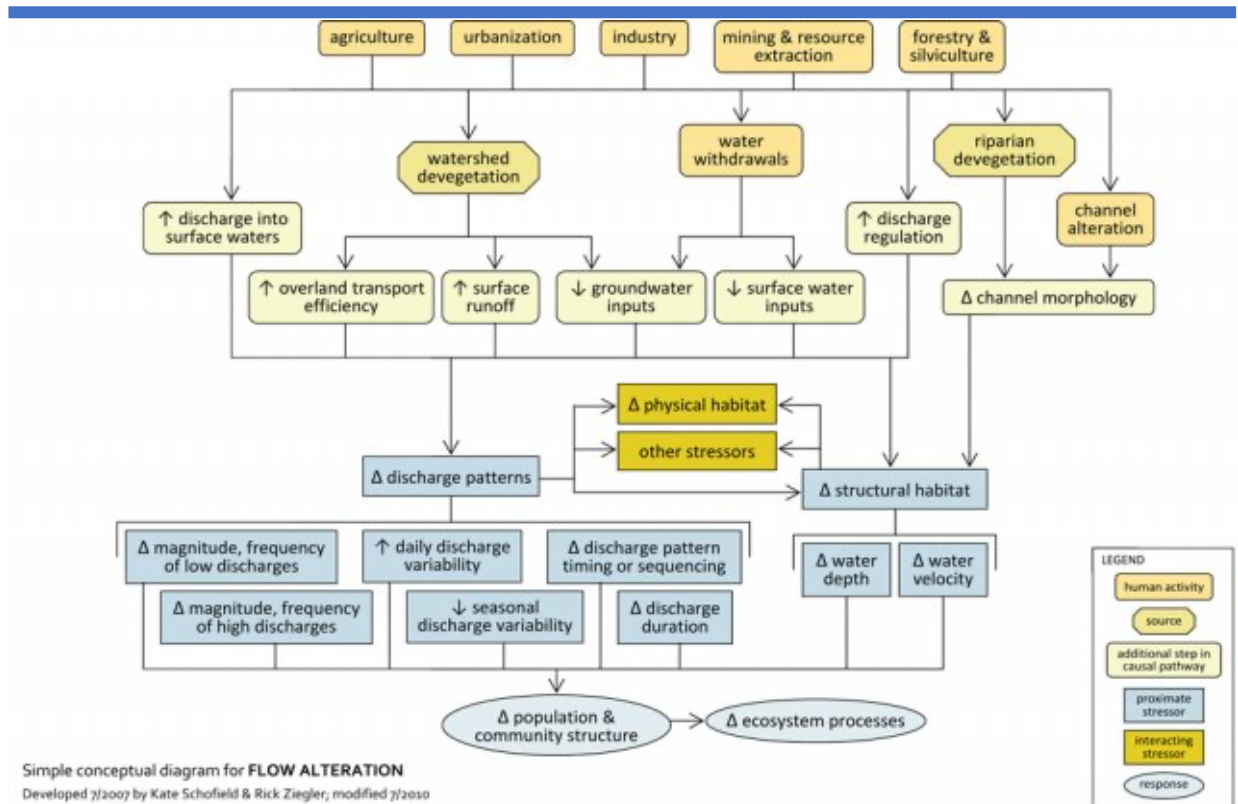 agriculture
urbanization
industry
mining & resource
extraction
forestry &
silviculture
watershed
devegetation
water
withdrawals
riparian
devegetation
↑ discharge into
surface waters
↑ discharge
regulation
channel
alteration
↑ overland transport
efficiency
↑ surface
runoff
↓ groundwater
inputs
↓ surface water
inputs
Δ channel morphology
Δ physical habitat
other stressors
Δ discharge patterns
Δ structural habitat
Δ magnitude, frequency
of low discharges
↑ daily discharge
variability
Δ discharge pattern
timing or sequencing
Δ water
depth
Δ water
velocity
Δ magnitude, frequency
of high discharges
↓ seasonal
discharge variability
Δ discharge
duration
Δ population &
community structure
Δ ecosystem processes
LEGEND
human activity
source
additional step in
causal pathway
proximate
stressor
interacting
stressor
response
Simple conceptual diagram for FLOW ALTERATION
Developed 7/2007 by Kate Schofield & Rick Ziegler; modified 7/2010